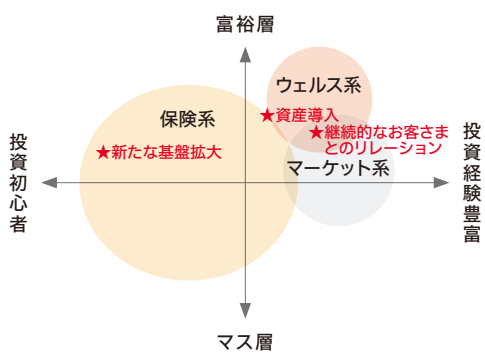 富裕層
ウェルス系
保険系
★資産導入
★継続的なお客さま
とのリレーション
★新たな基盤拡大
マーケット系
投資初心者
投資経験豊富
マス層